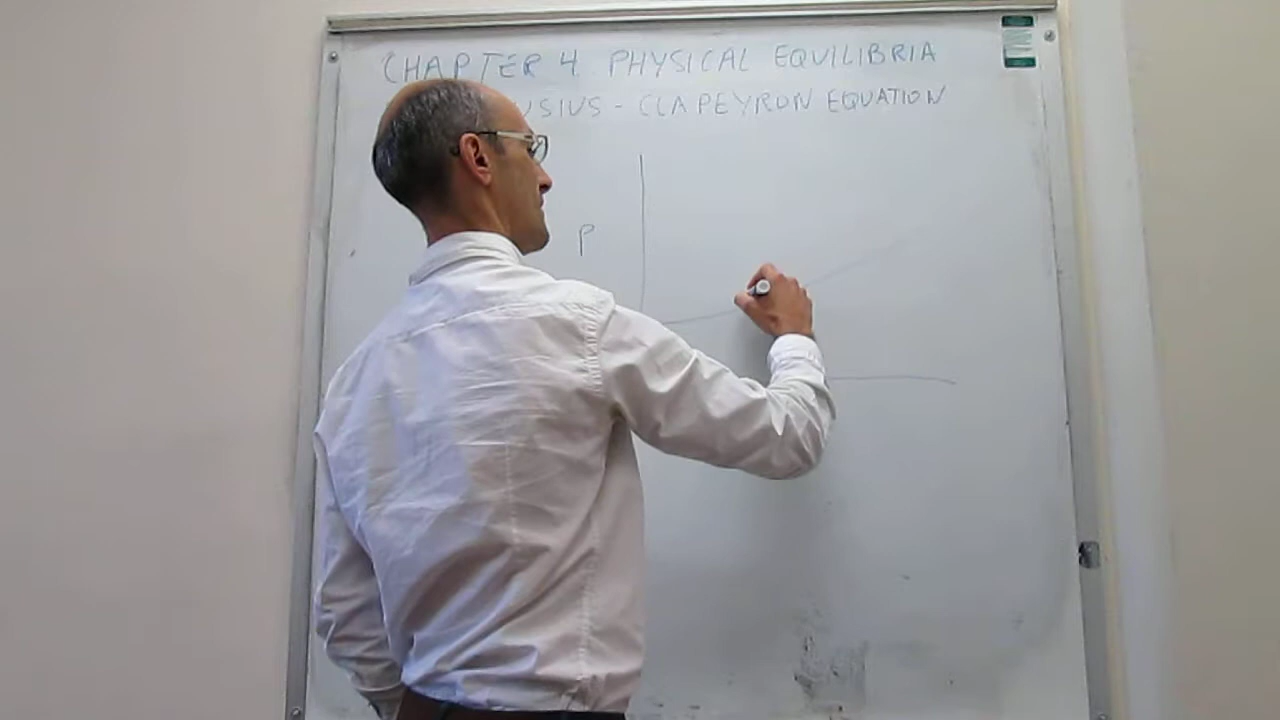 CHAPTER 4. PHYSICAL EQUILIBRIA
USIUS - CLAPEYRON EQUATION
P